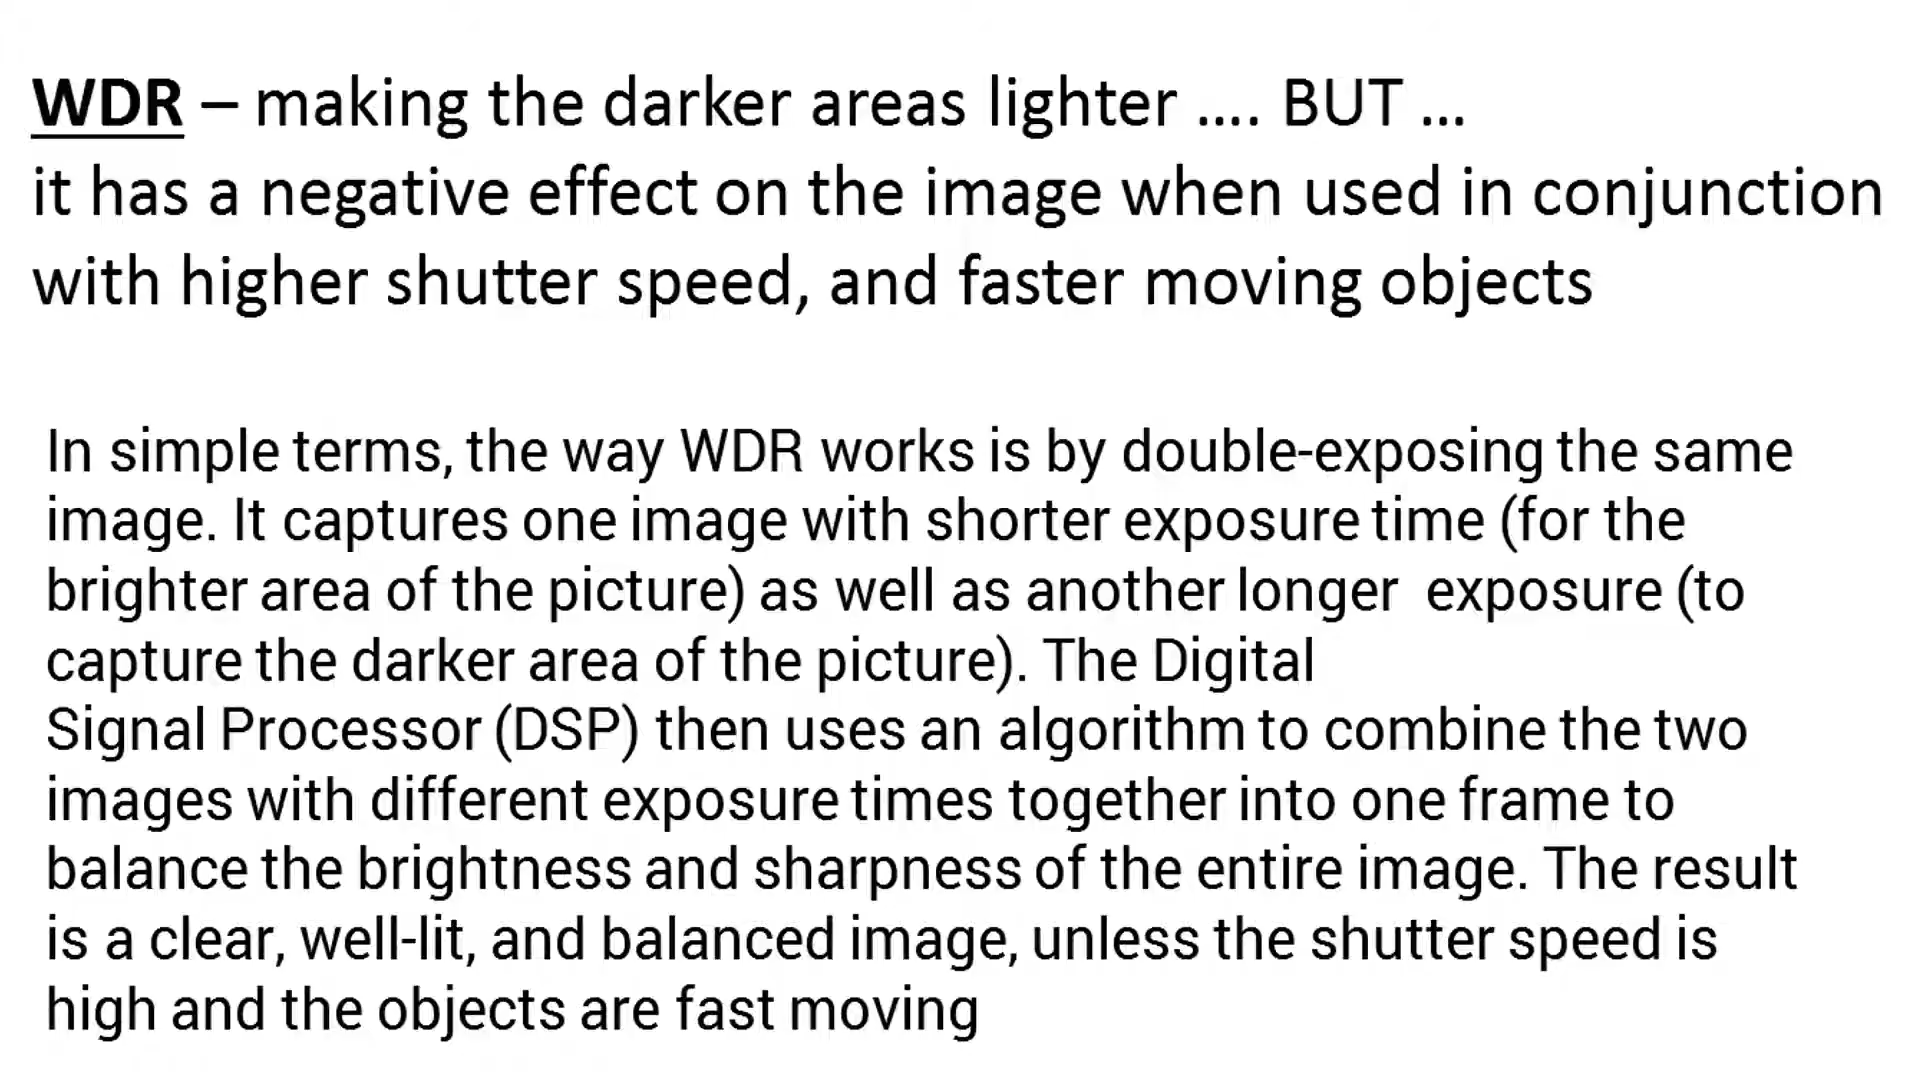 WDR – making the darker areas lighter .... BUT ...
it has a negative effect on the image when used in conjunction
with higher shutter speed, and faster moving objects
In simple terms, the way WDR works is by double-exposing the same
image. It captures one image with shorter exposure time (for the
brighter area of the picture) as well as another longer  exposure (to
capture the darker area of the picture). The Digital
Signal Processor (DSP) then uses an algorithm to combine the two
images with different exposure times together into one frame to
balance the brightness and sharpness of the entire image. The result
is a clear, well-lit, and balanced image, unless the shutter speed is
high and the objects are fast moving